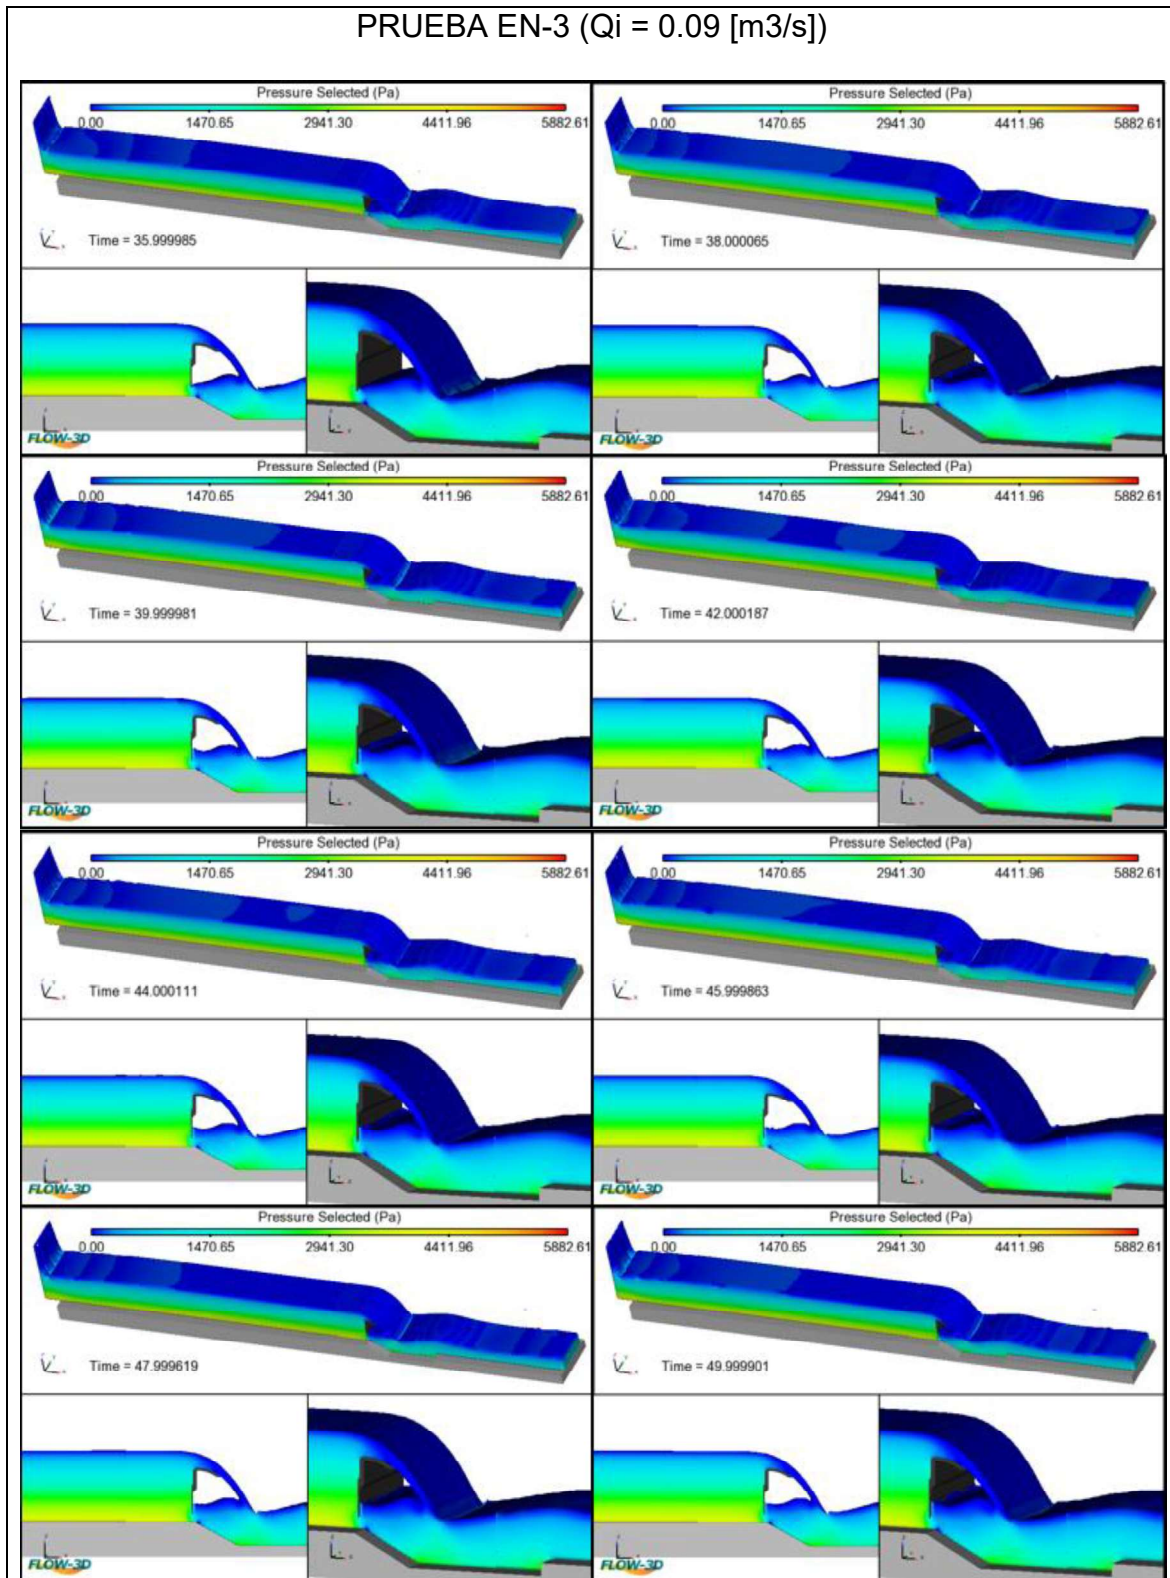 PRUEBA EN-3 (Qi = 0.09 [m3/s])
Pressure Selected (Pa)
0.00 1470.65 2941.30 4411.96 5882.61
Time = 35.999985
FLOW-3D
Pressure Selected (Pa)
0.00 1470.65 2941.30 4411.96 5882.61
Time = 38.000065
FLOW-3D
Pressure Selected (Pa)
0.00 1470.65 2941.30 4411.96 5882.61
Time = 39.999981
FLOW-3D
Pressure Selected (Pa)
0.00 1470.65 2941.30 4411.96 5882.61
Time = 42.000187
FLOW-3D
Pressure Selected (Pa)
0.00 1470.65 2941.30 4411.96 5882.61
Time = 44.000111
FLOW-3D
Pressure Selected (Pa)
0.00 1470.65 2941.30 4411.96 5882.61
Time = 45.999863
FLOW-3D
Pressure Selected (Pa)
0.00 1470.65 2941.30 4411.96 5882.61
Time = 47.999619
FLOW-3D
Pressure Selected (Pa)
0.00 1470.65 2941.30 4411.96 5882.61
Time = 49.999901
FLOW-3D